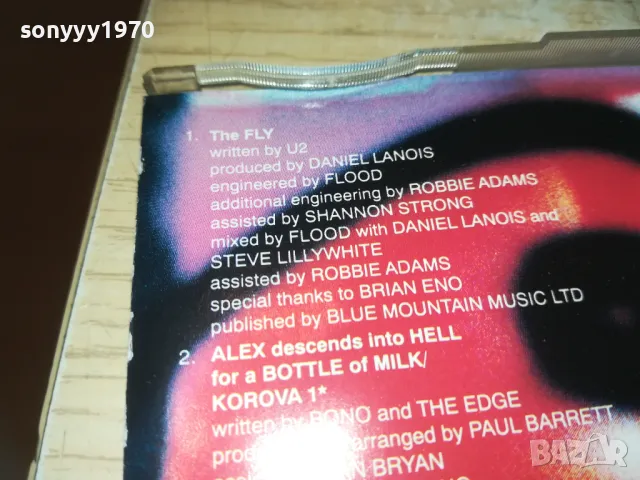 sonyyy1970
1. The FLY
written by U2
produced by DANIEL LANOIS
engineered by FLOOD
additional engineering by ROBBIE ADAMS
assisted by SHANNON STRONG
mixed by FLOOD with DANIEL LANOIS and
STEVE LILLYWHITE
assisted by ROBBIE ADAMS
special thanks to BRIAN ENO
published by BLUE MOUNTAIN MUSIC LTD
2. ALEX descends into HELL
for a BOTTLE of MILK/
KOROVA 1*
written by BONO and THE EDGE
arranged by PAUL BARRETT
BRYAN
BAZAR